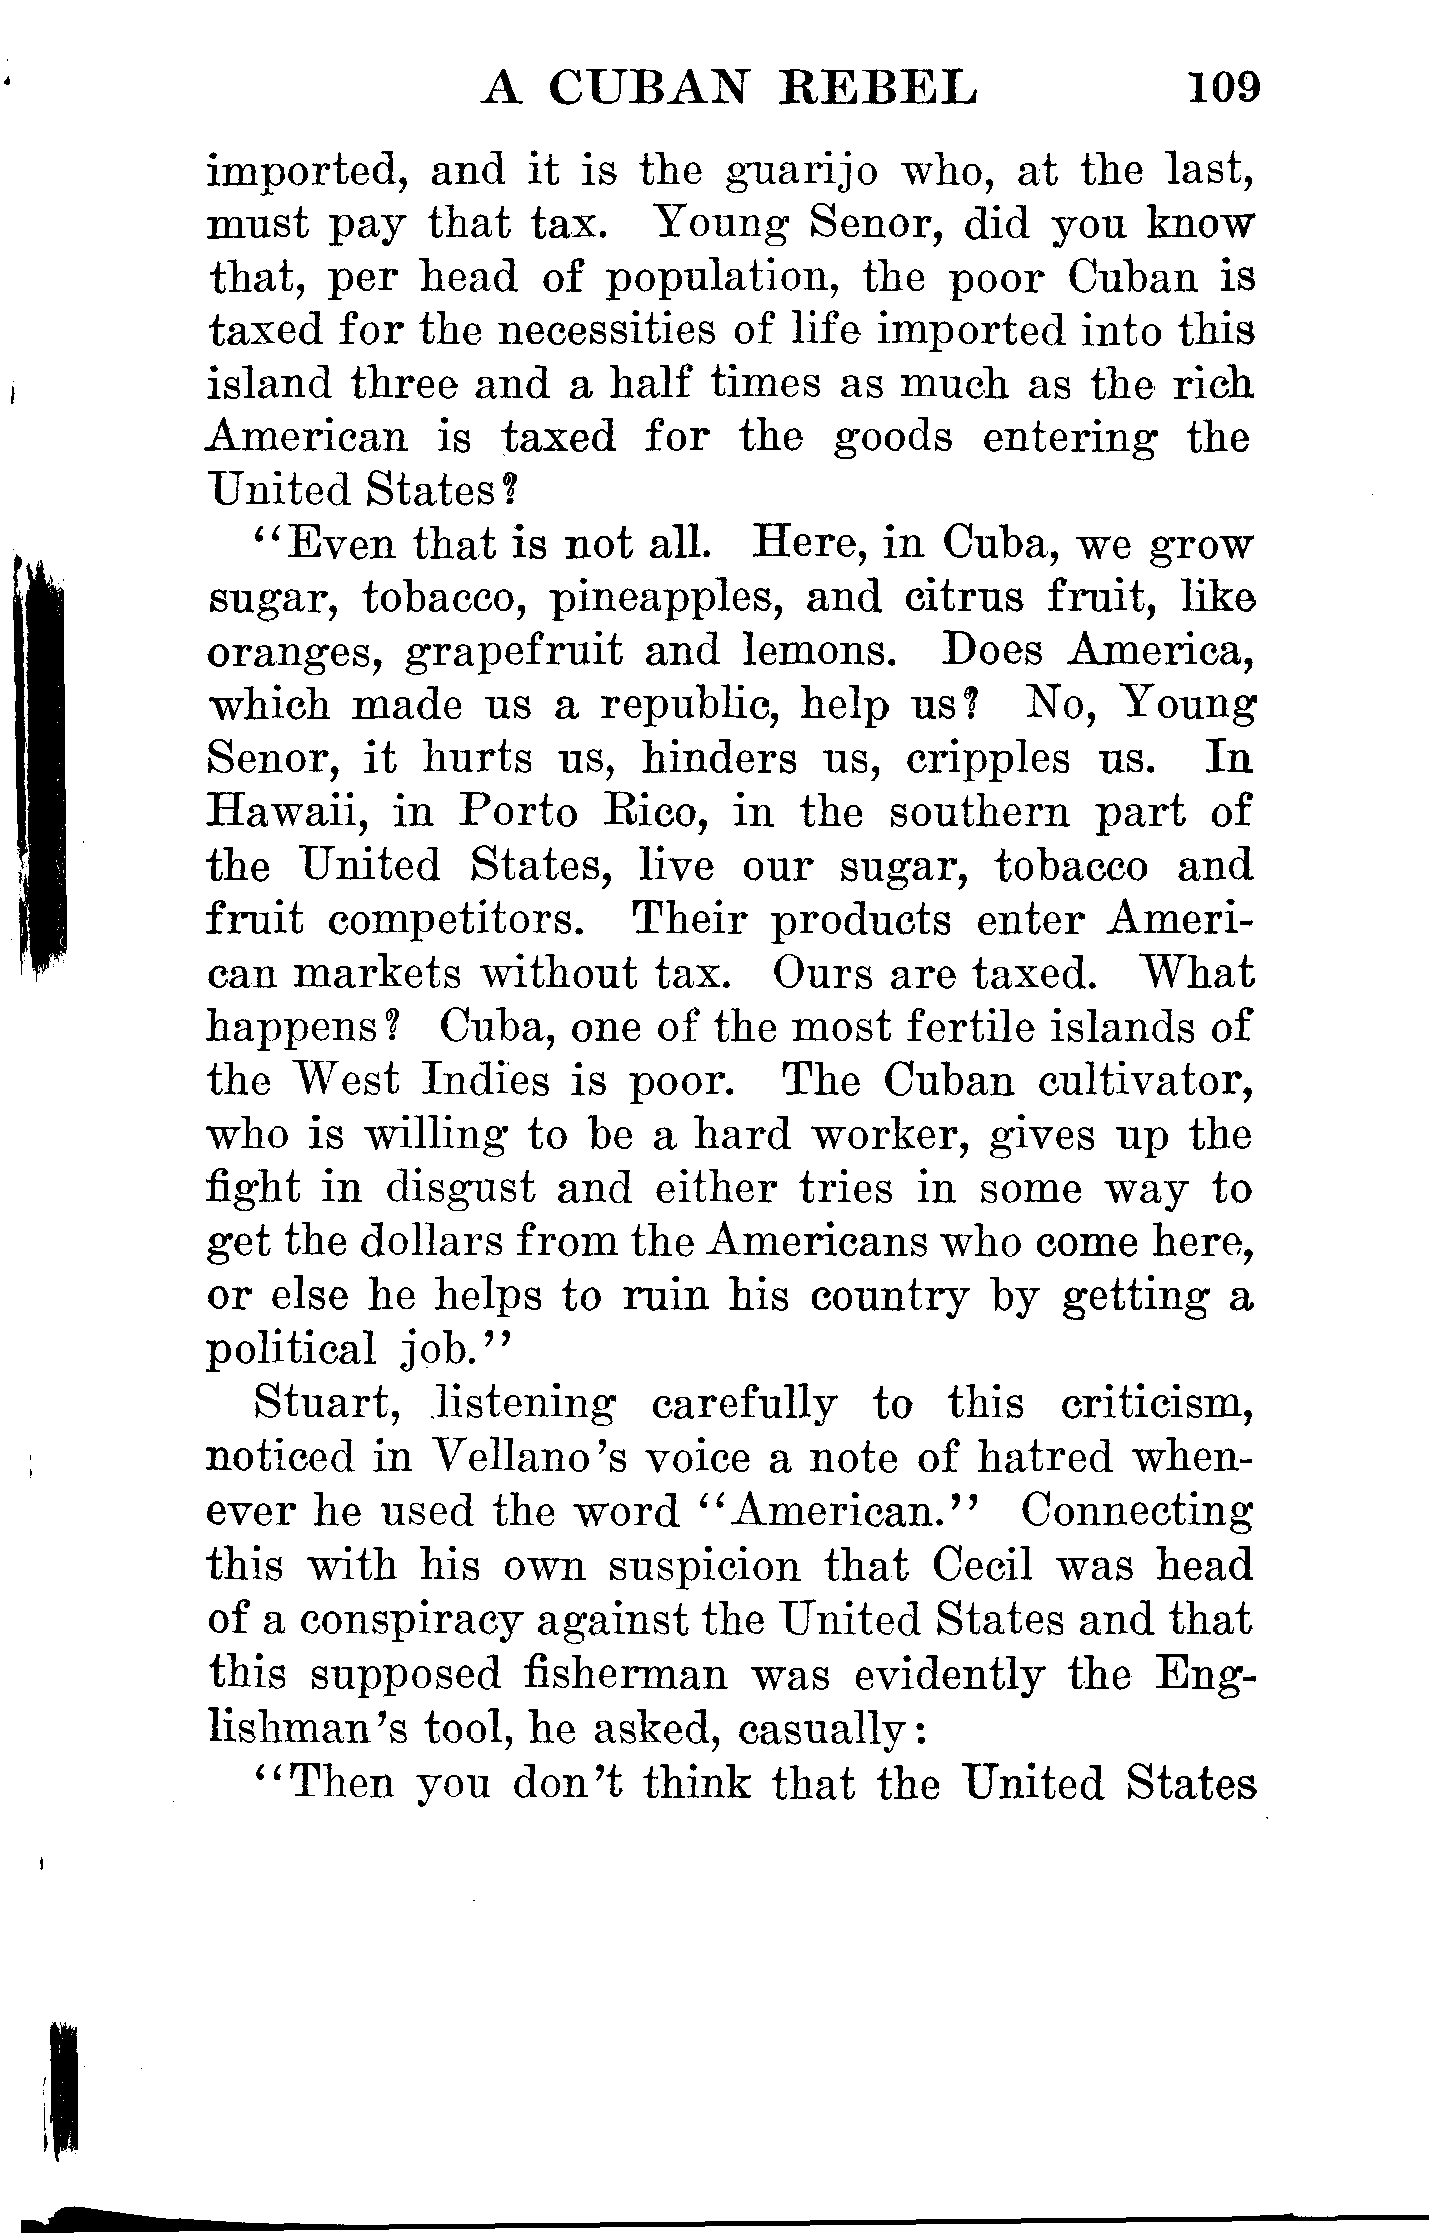 A CUBAN REBEL 109
imported, and it is the guarijo who, at the last,
must pay that tax. Young Senor, did you know
that, per head of population, the poor Cuban is
taxed for the necessities of life imported into this
island three and a half times as much as the rich
American is taxed for the goods entering the
United States?
"Even that is not all. Here, in Cuba, we grow
sugar, tobacco, pineapples, and citrus fruit, like
oranges, grapefruit and lemons. Does America,
which made us a republic, help us? No, Young
Senor, it hurts us, hinders us, cripples us. In
Hawaii, in Porto Rico, in the southern part of
the United States, live our sugar, tobacco and
fruit competitors. Their products enter Ameri-
can markets without tax. Ours are taxed. What
happens? Cuba, one of the most fertile islands of
the West Indies is poor. The Cuban cultivator,
who is willing to be a hard worker, gives up the
fight in disgust and either tries in some way to
get the dollars from the Americans who come here,
or else he helps to ruin his country by getting a
political job."
Stuart, listening carefully to this criticism,
noticed in Vellano's voice a note of hatred when-
ever he used the word "American." Connecting
this with his own suspicion that Cecil was head
of a conspiracy against the United States and that
this supposed fisherman was evidently the Eng-
lishman's tool, he asked, casually:
"Then you don't think that the United States